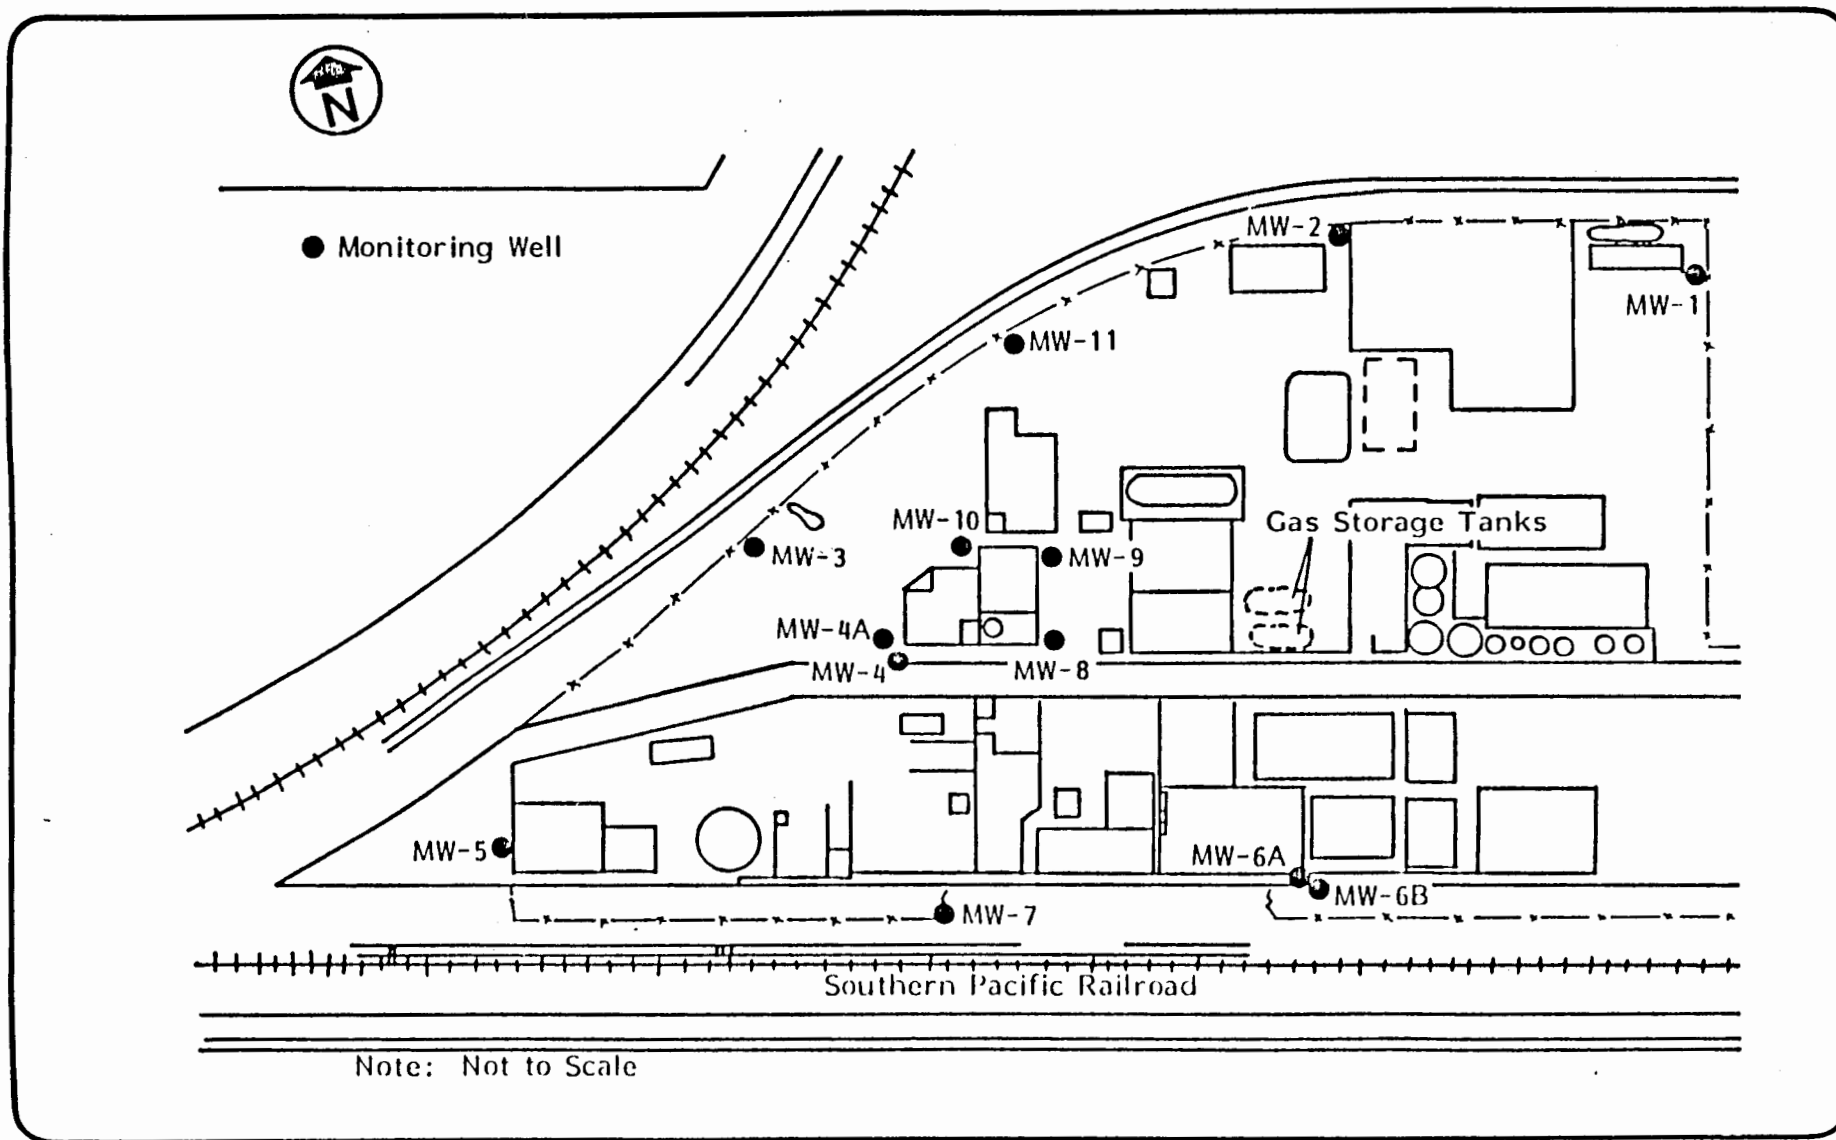 N
Monitoring Well
MW-2
MW-1
MW-11
MW-10
Gas Storage Tanks
MW-3
MW-9
MW-4A
MW-4
MW-8
MW-5
MW-6A
MW-6B
MW-7
Southern Pacific Railroad
Note: Not to Scale